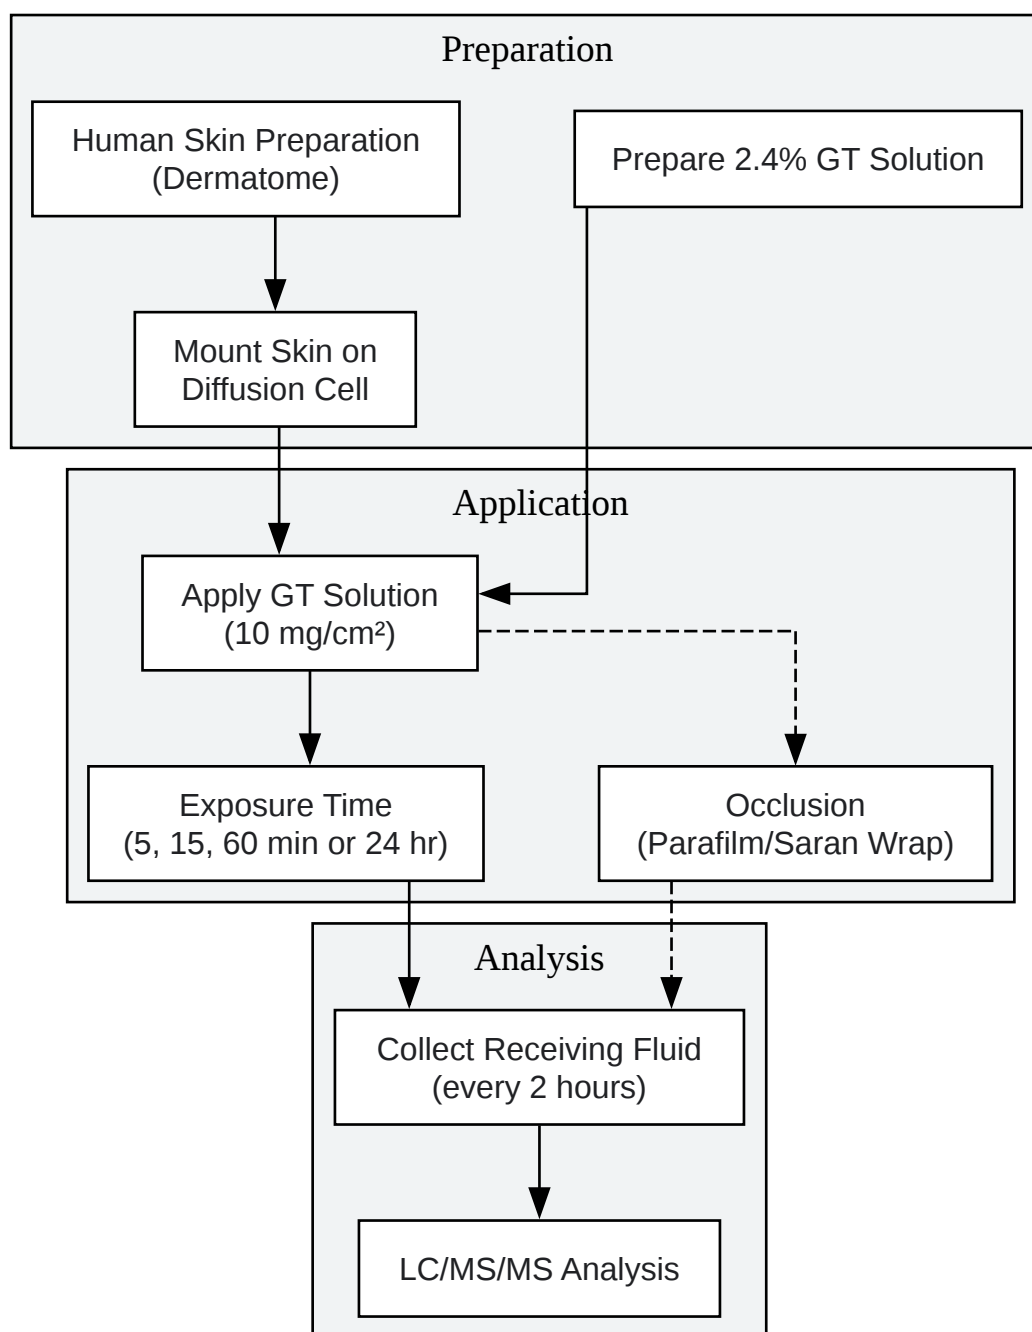 Preparation
Human Skin Preparation
(Dermatome)
Prepare 2.4% GT Solution
Mount Skin on
Diffusion Cell
Application
Apply GT Solution
(10 mg/cm²)
Exposure Time
(5, 15, 60 min or 24 hr)
Occlusion
(Parafilm/Saran Wrap)
Analysis
Collect Receiving Fluid
(every 2 hours)
LC/MS/MS Analysis